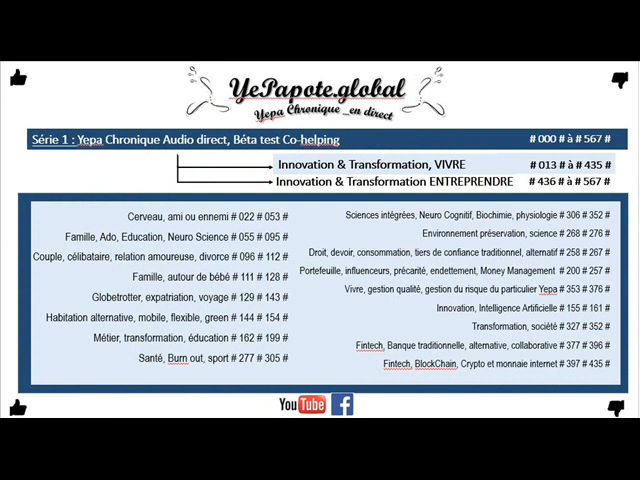 YePapote.global
Yepa Chronique _en direct
Série 1 : Yepa Chronique Audio direct, Béta test Co-helping # 000 # à # 567 #
Innovation & Transformation, VIVRE # 013 # à # 435 #
Innovation & Transformation ENTREPRENDRE # 436 # à # 567 #
Cerveau, ami ou ennemi # 022 # 053 #
Famille, Ado, Education, Neuro Science # 055 # 095 #
Couple, célibataire, relation amoureuse, divorce # 096 # 112 #
Famille, autour de bébé # 111 # 128 #
Globetrotter, expatriation, voyage # 129 # 143 #
Habitation alternative, mobile, flexible, green # 144 # 154 #
Métier, transformation, éducation # 162 # 199 #
Santé, Burn out, sport # 277 # 305 #
Sciences intégrées, Neuro Cognitif, Biochimie, physiologie # 306 # 352 #
Environnement préservation, science # 268 # 276 #
Droit, devoir, consommation, tiers de confiance traditionnel, alternatif # 258 # 267 #
Portefeuille, influenceurs, précarité, endettement, Money Management # 200 # 257 #
Vivre, gestion qualité, gestion du risque du particulier Yepa # 353 # 376 #
Innovation, Intelligence Artificielle # 155 # 161 #
Transformation, société # 327 # 352 #
Fintech, Banque traditionnelle, alternative, collaborative # 377 # 396 #
Fintech, BlockChain, Crypto et monnaie internet # 397 # 435 #
YouTube f